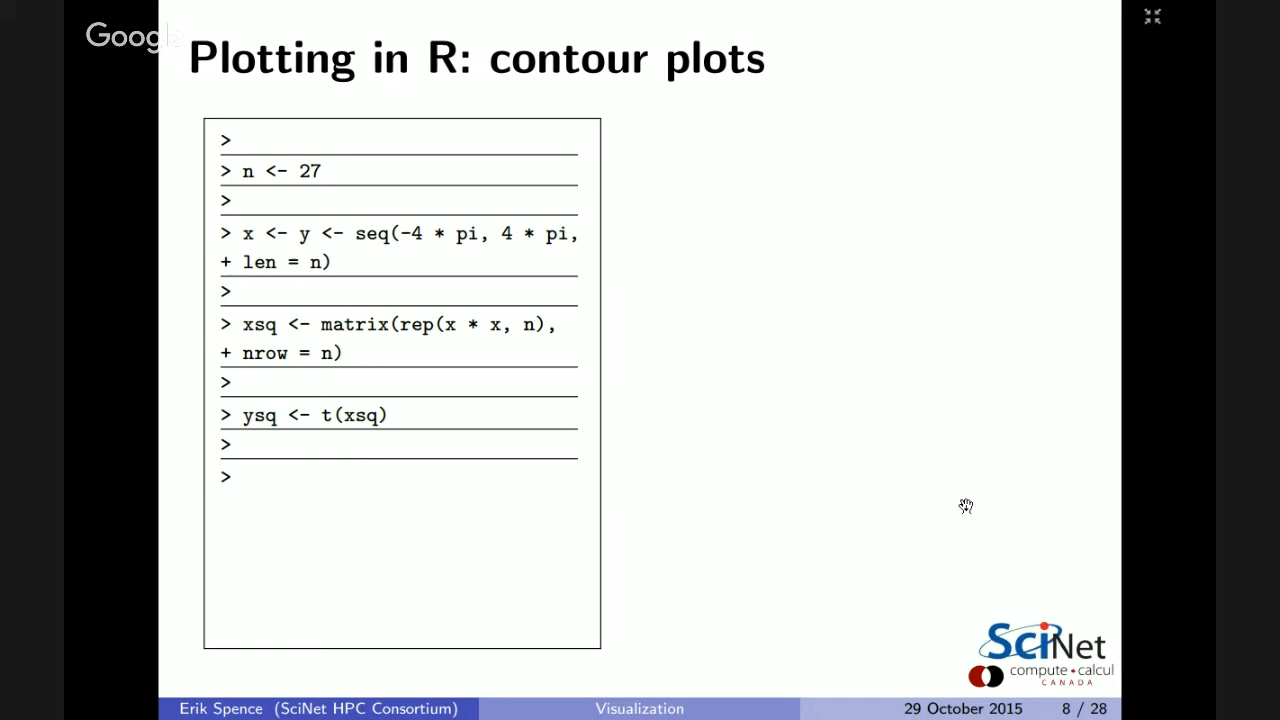 Google
Plotting in R: contour plots
>
> n <- 27
>
> x <- y <- seq(-4 * pi, 4 * pi,
+ len = n)
>
> xsq <- matrix(rep(x * x, n),
+ nrow = n)
>
> ysq <- t(xsq)
>
>
SciNet
compute • calcul
CANADA
Erik Spence (SciNet HPC Consortium)
Visualization
29 October 2015
8 / 28